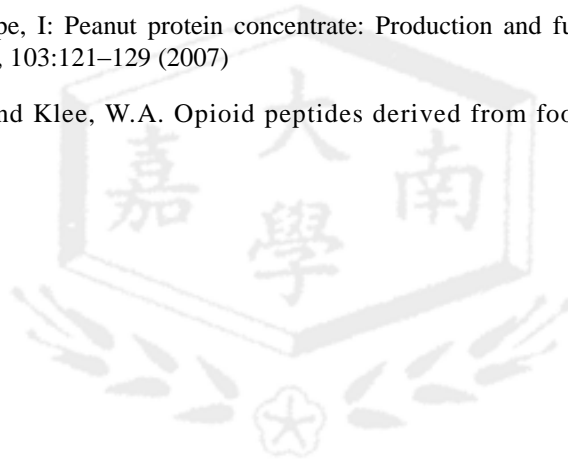 pe, I: Peanut protein concentrate: Production and fu
, 103:121–129 (2007)
nd Klee, W.A. Opioid peptides derived from foo
大
嘉 南
學